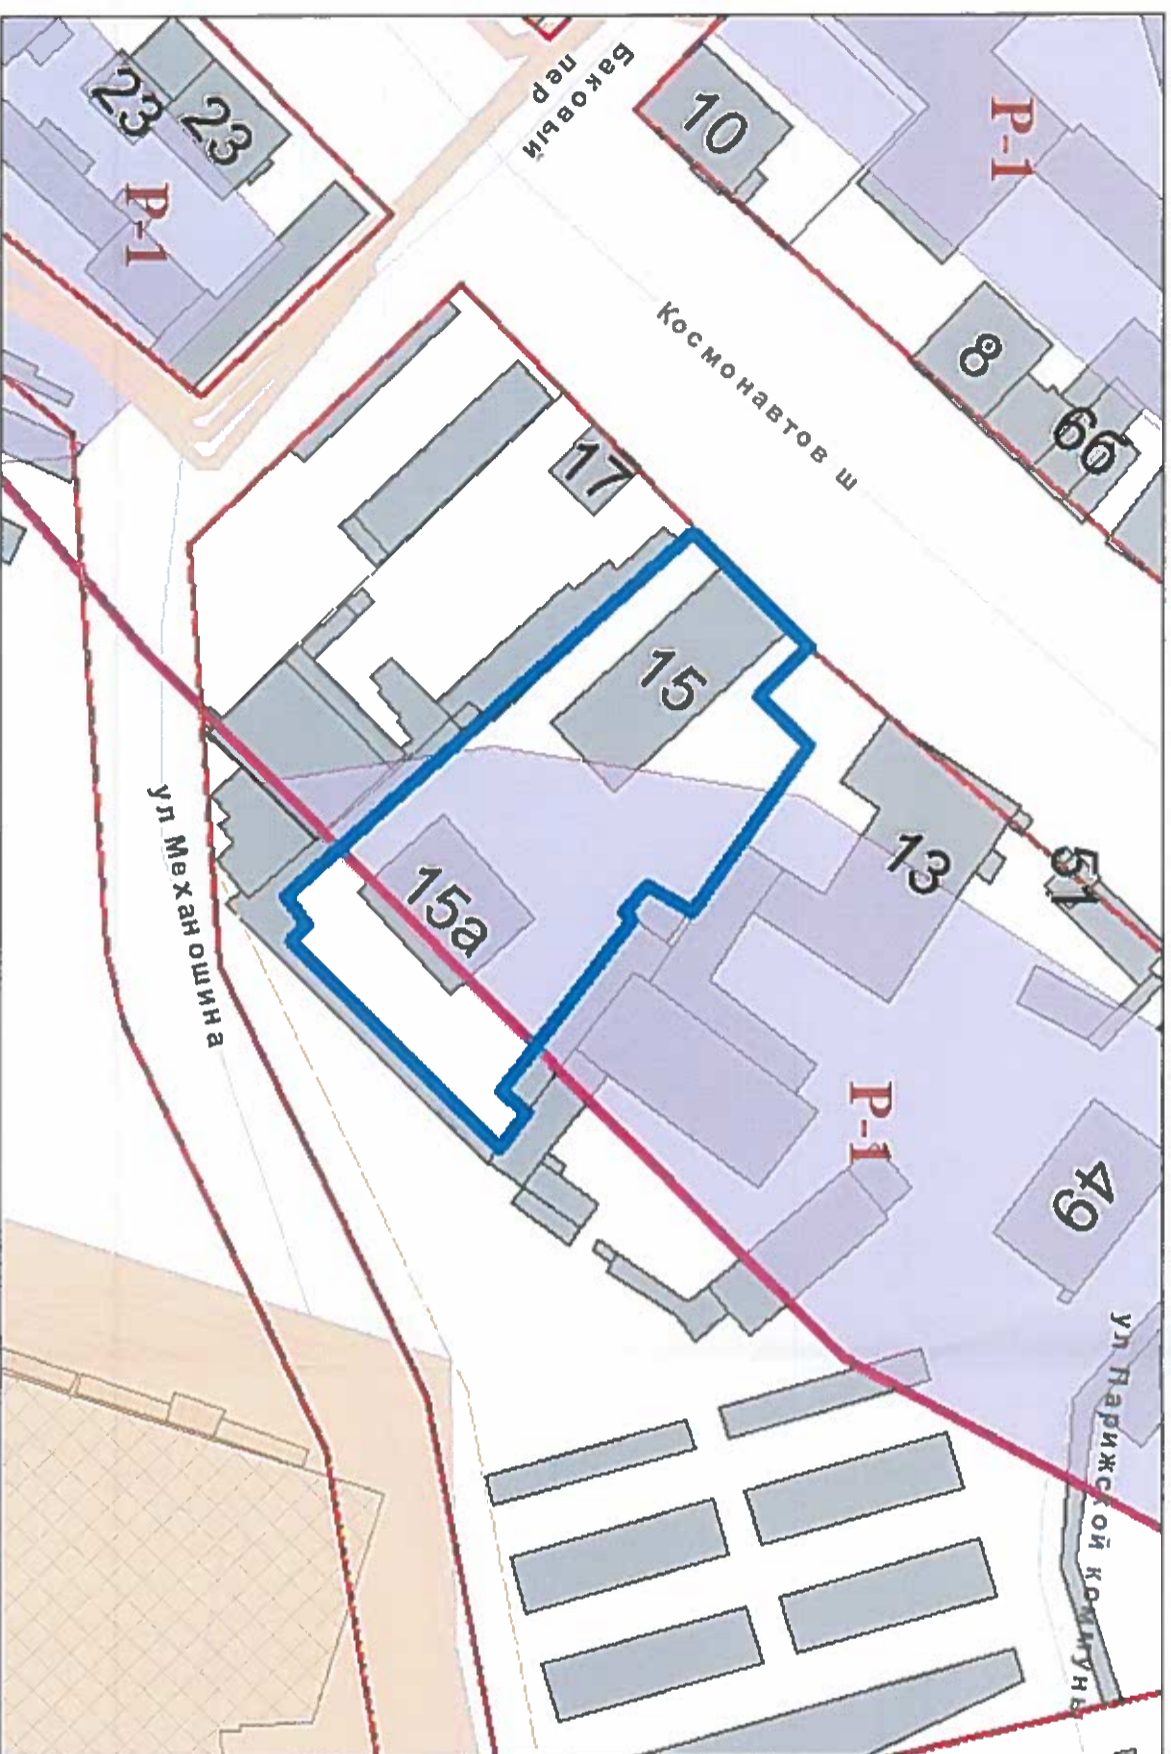 Баковый
пер
10
Р-1
23
23
Р-1
8
6б
Космонавтов ш
17
15
13
51
15а
ул Механошина
Р-1
49
ул Парижской коммуны